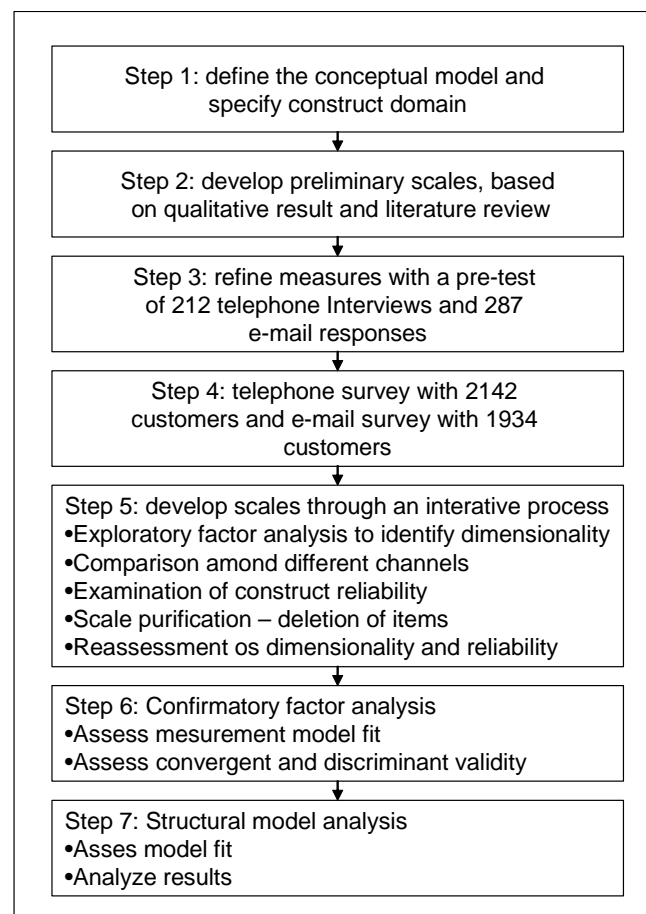 Step 1: define the conceptual model and
specify construct domain
Step 2: develop preliminary scales, based
on qualitative result and literature review
Step 3: refine measures with a pre-test
of 212 telephone Interviews and 287
e-mail responses
Step 4: telephone survey with 2142
customers and e-mail survey with 1934
customers
Step 5: develop scales through an interative process
•Exploratory factor analysis to identify dimensionality
•Comparison amond different channels
•Examination of construct reliability
•Scale purification – deletion of items
•Reassessment os dimensionality and reliability
Step 6: Confirmatory factor analysis
•Assess mesurement model fit
•Assess convergent and discriminant validity
Step 7: Structural model analysis
•Asses model fit
•Analyze results